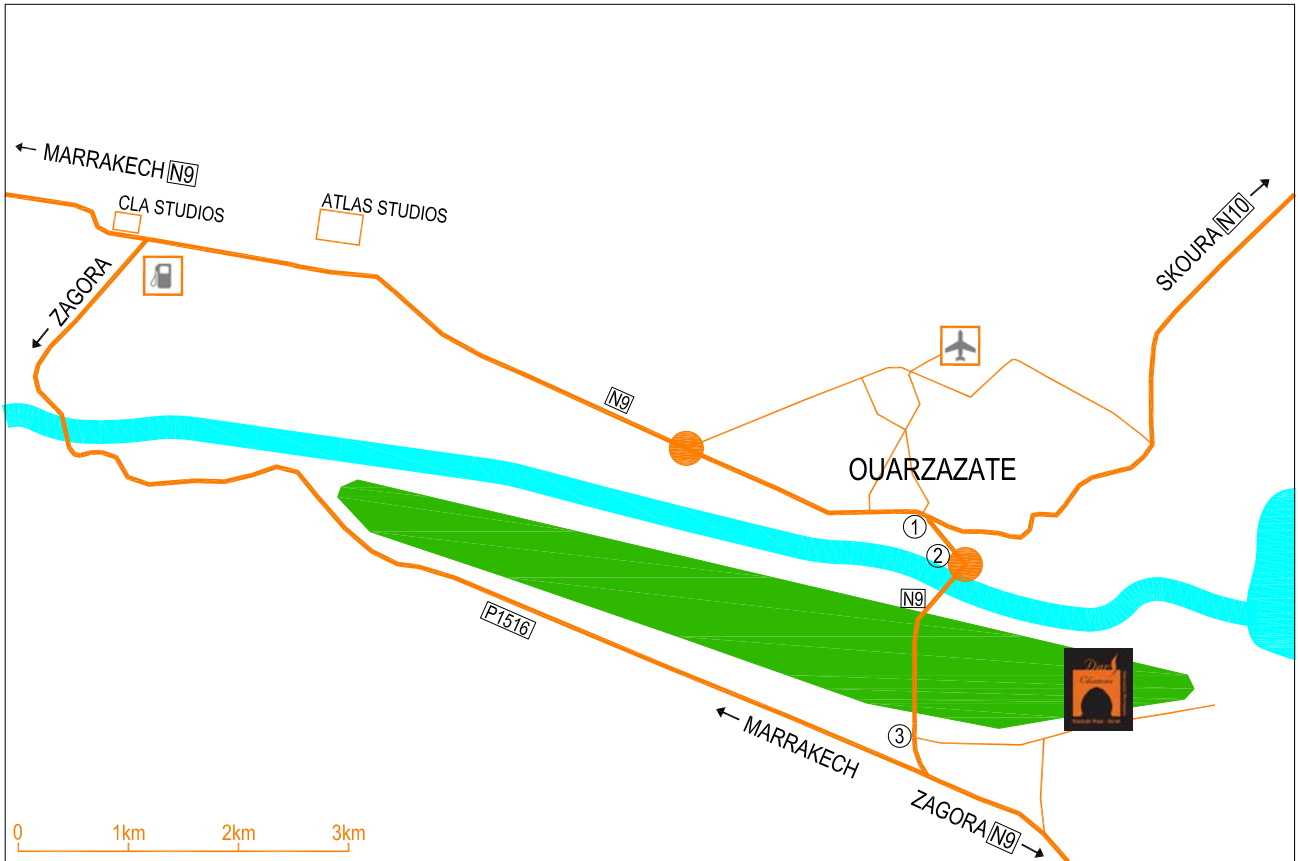 MARRAKECH N9
CLA STUDIOS
ATLAS STUDIOS
SKOURA N10
ZAGORA
N9
OUARZAZATE
1
2
N9
P1516
Dar
3
MARRAKECH
ZAGORA N9
0 1km 2km 3km